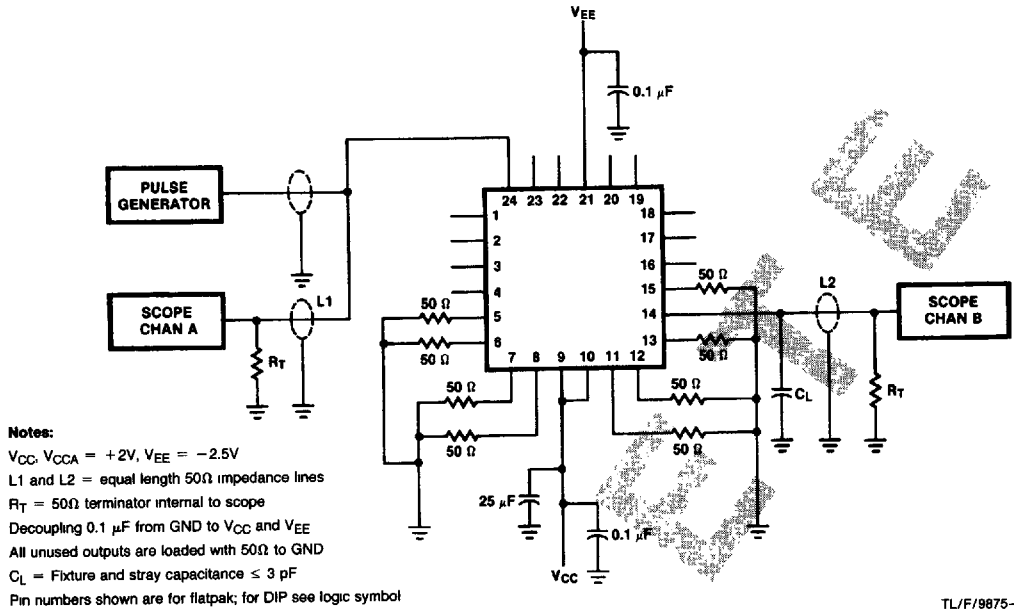 VEE
0.1 μF
PULSE
GENERATOR
24 23 22 21 20 19
1
2
3
4
5
6
18
17
16
15
14
13
7 8 9 10 11 12
SCOPE
CHAN A
L1
RT
50 Ω
50 Ω
50 Ω
50 Ω
50 Ω
50 Ω
50 Ω
50 Ω
L2
SCOPE
CHAN B
CL
RT
25 μF
0.1 μF
VCC
Notes:
VCC, VCCA = +2V, VEE = −2.5V
L1 and L2 = equal length 50Ω impedance lines
RT = 50Ω terminator internal to scope
Decoupling 0.1 μF from GND to VCC and VEE
All unused outputs are loaded with 50Ω to GND
CL = Fixture and stray capacitance ≤ 3 pF
Pin numbers shown are for flatpak; for DIP see logic symbol
TL/F/9875-